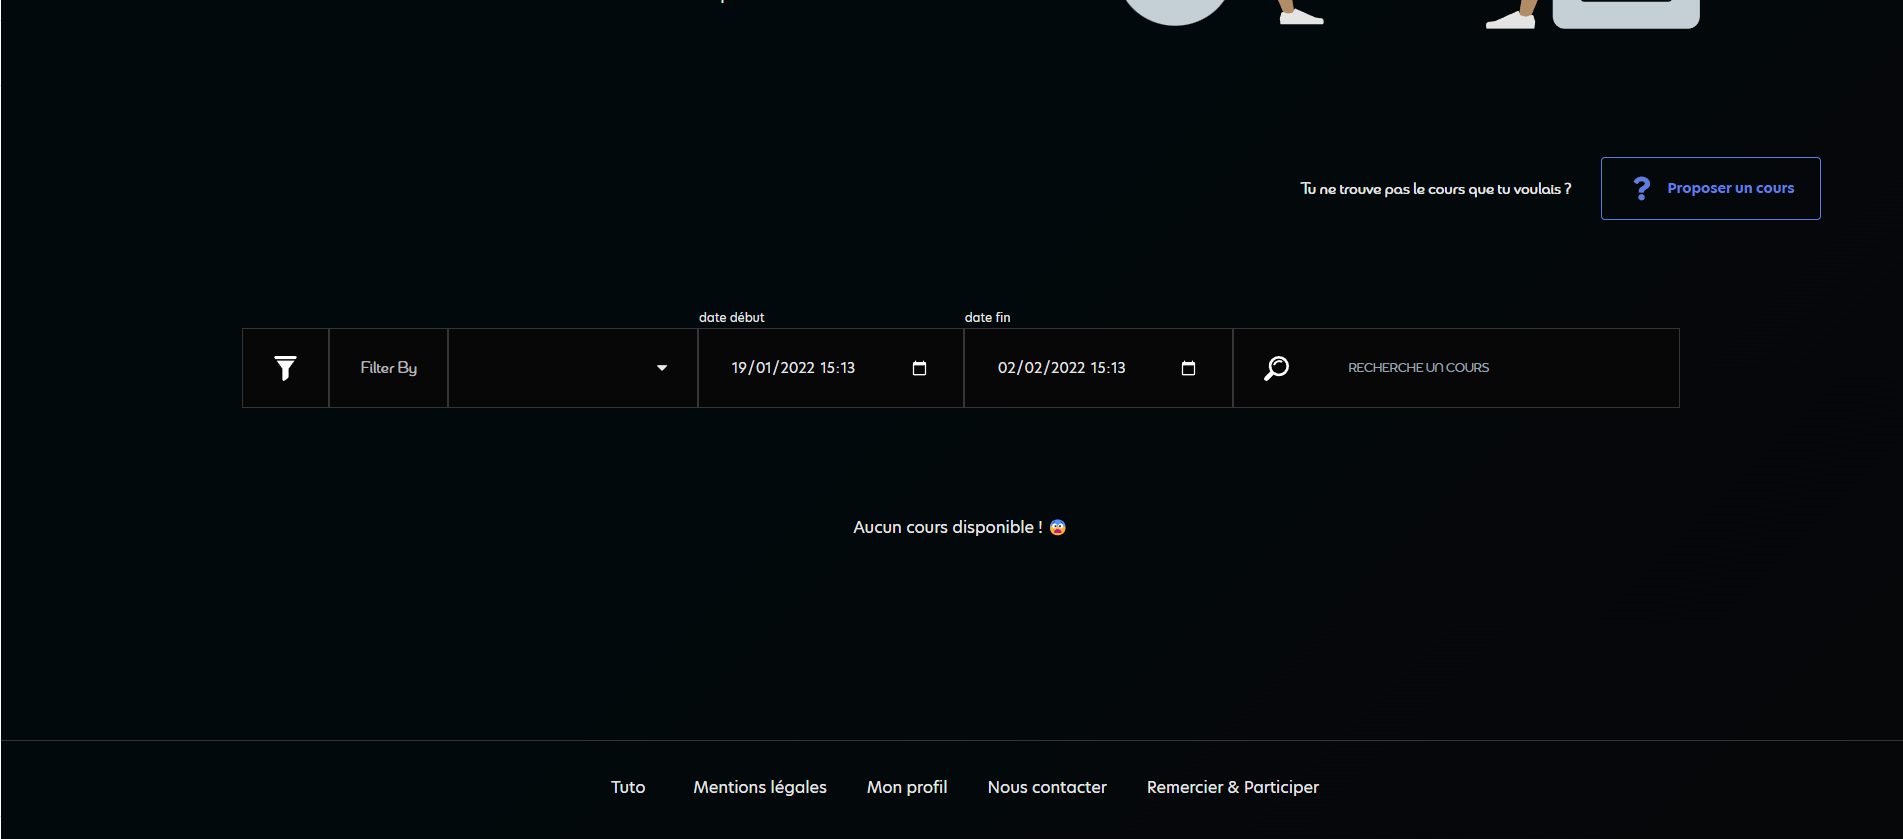 Tu ne trouve pas le cours que tu voulais ?
? Proposer un cours
date début
date fin
Filter By
19/01/2022 15:13
02/02/2022 15:13
RECHERCHE UN COURS
Aucun cours disponible ! 😨
Tuto
Mentions légales
Mon profil
Nous contacter
Remercier & Participer